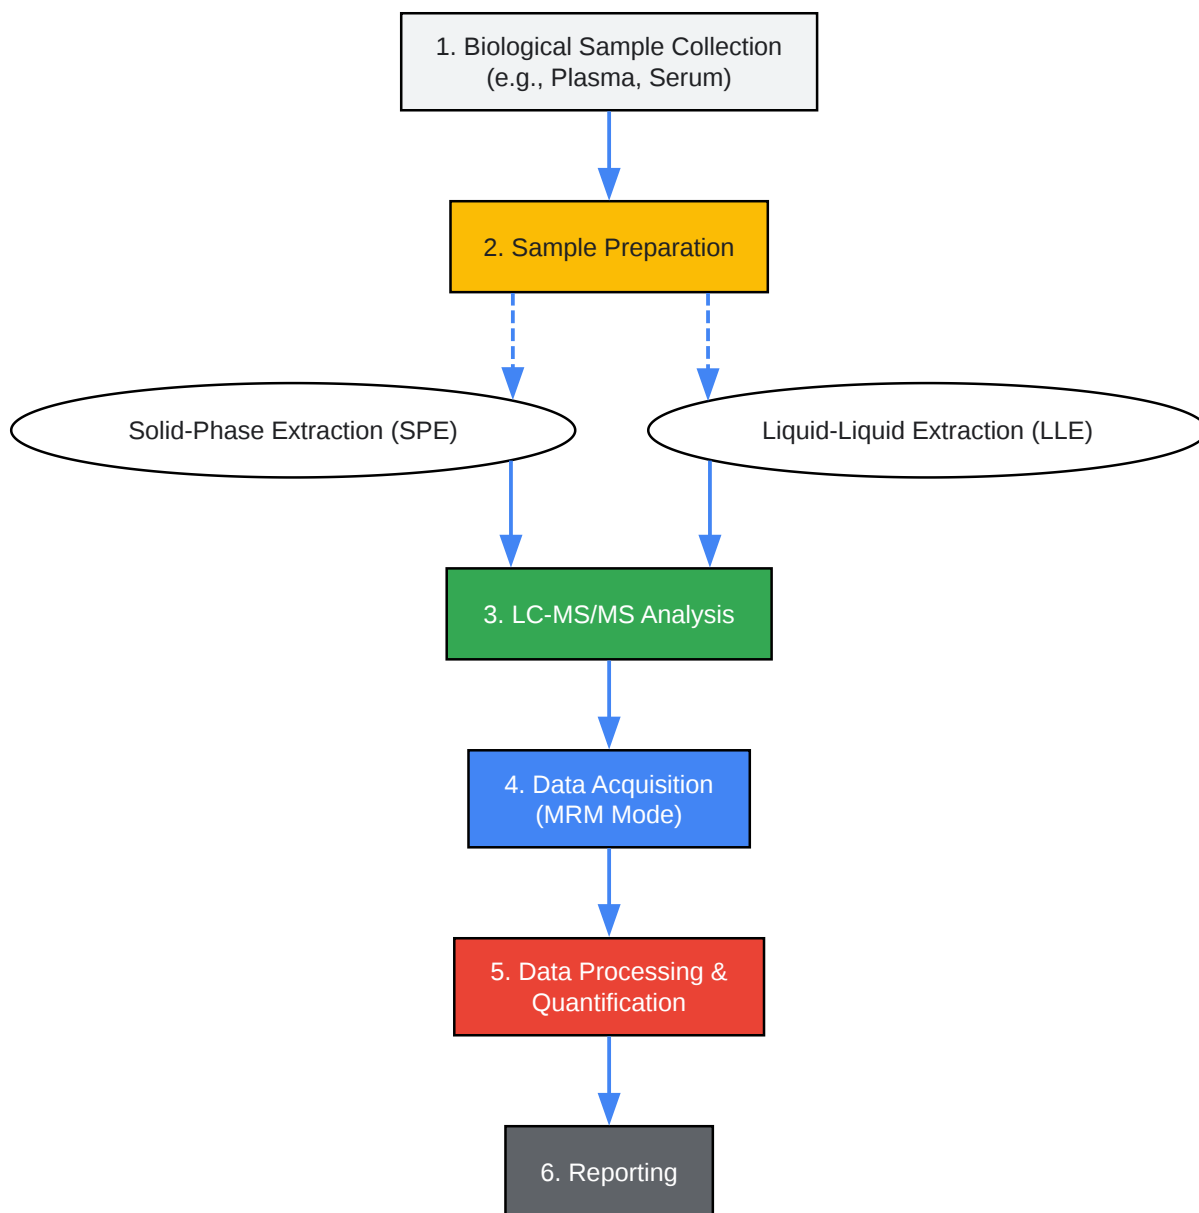 1. Biological Sample Collection
(e.g., Plasma, Serum)
2. Sample Preparation
Solid-Phase Extraction (SPE)
Liquid-Liquid Extraction (LLE)
3. LC-MS/MS Analysis
4. Data Acquisition
(MRM Mode)
5. Data Processing &
Quantification
6. Reporting